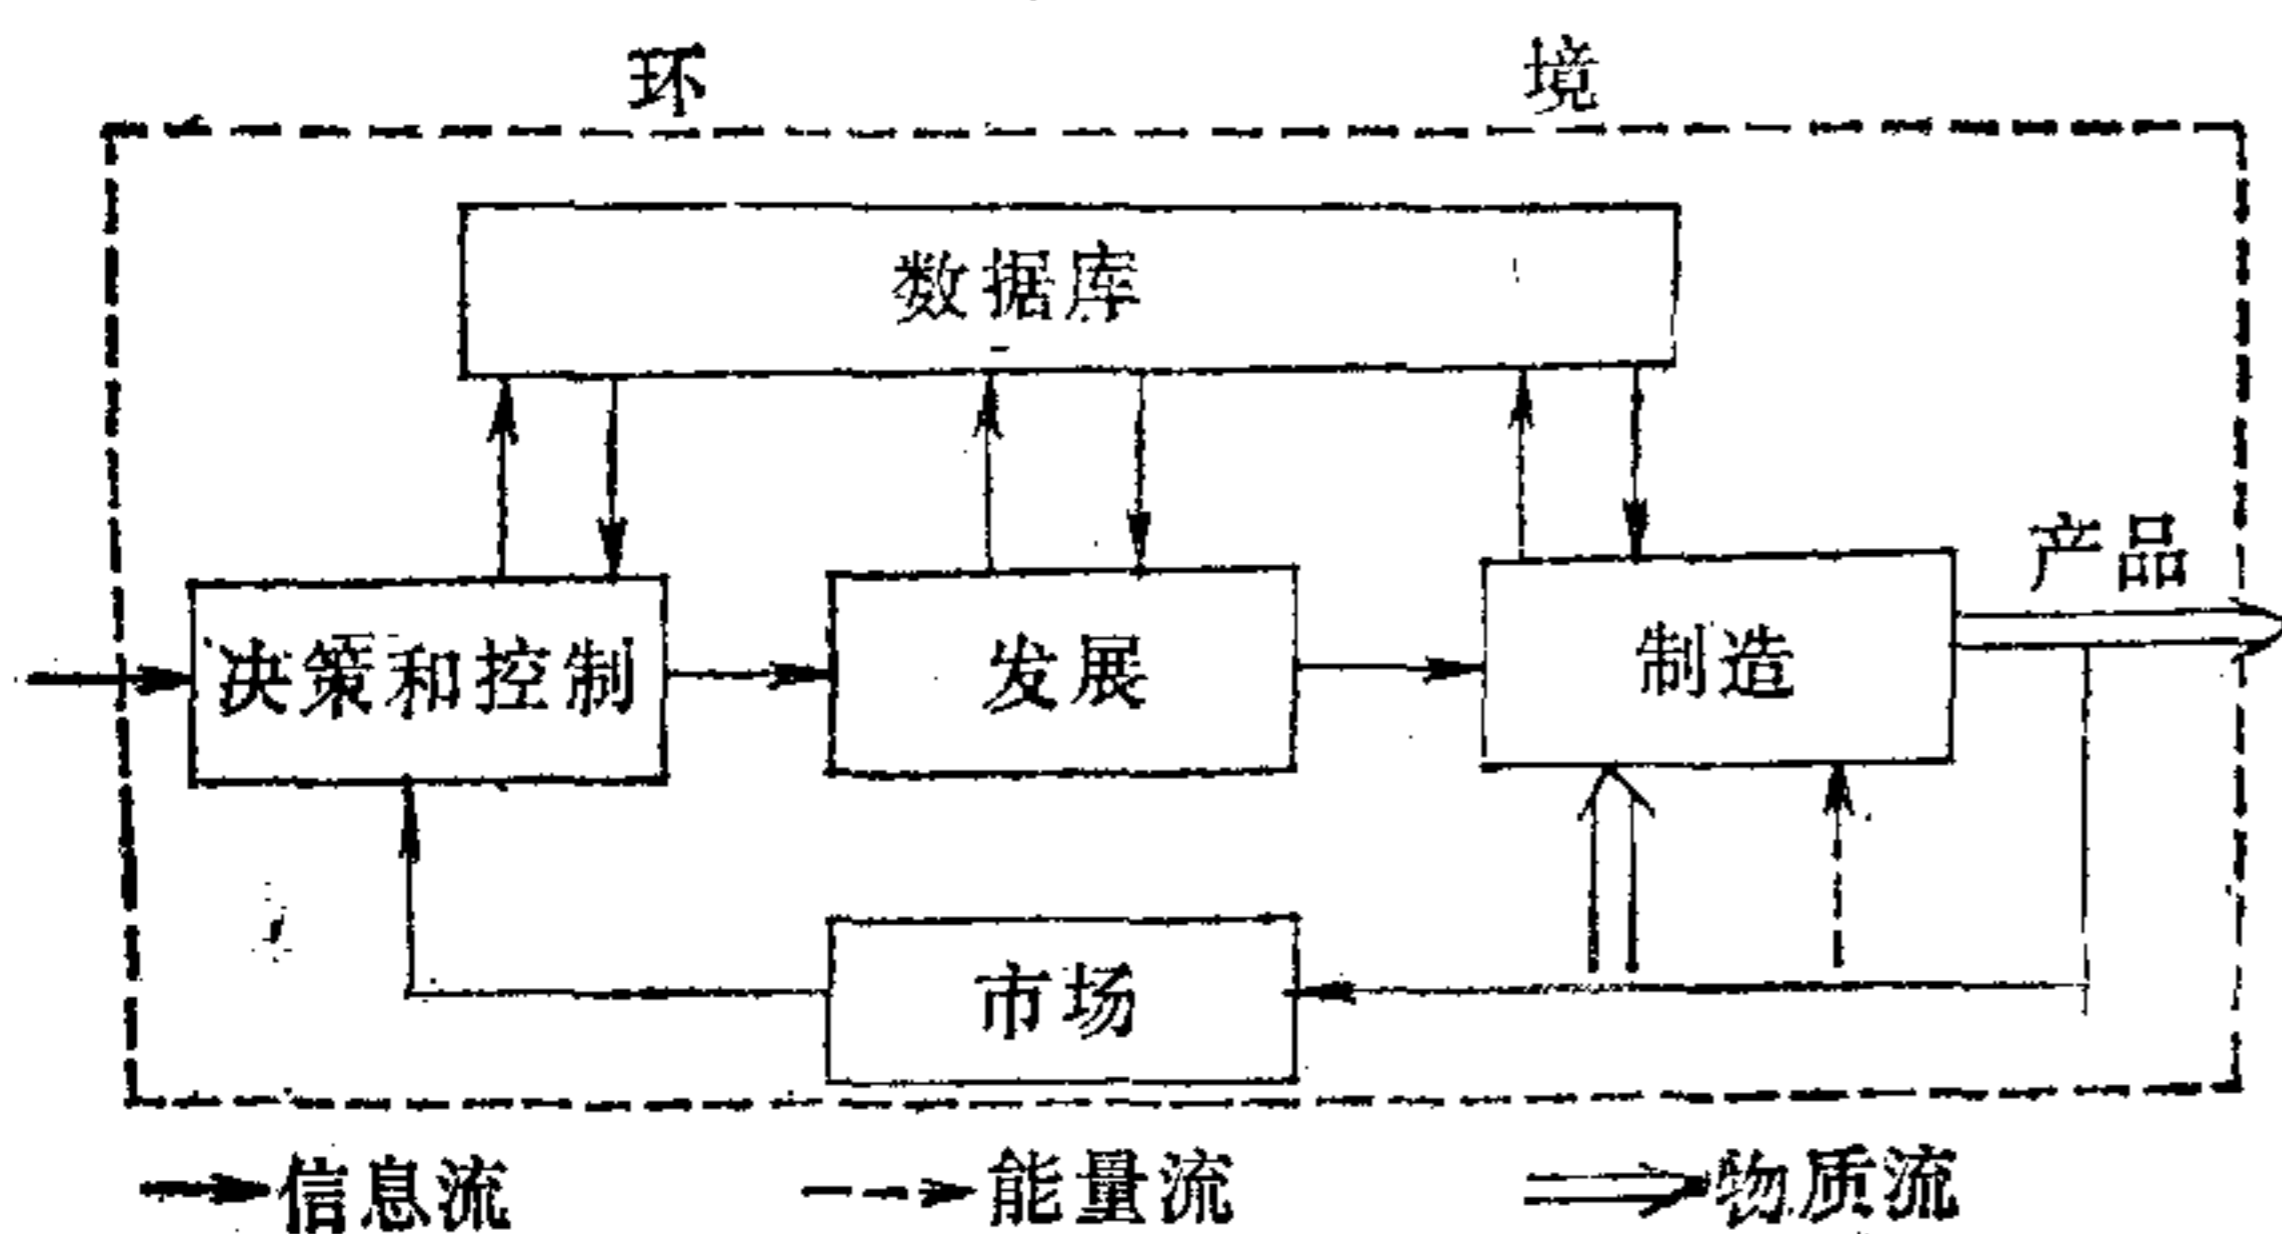 环 境
数据库
产品
决策和控制 发展 制造
市场
信息流 能量流 物质流